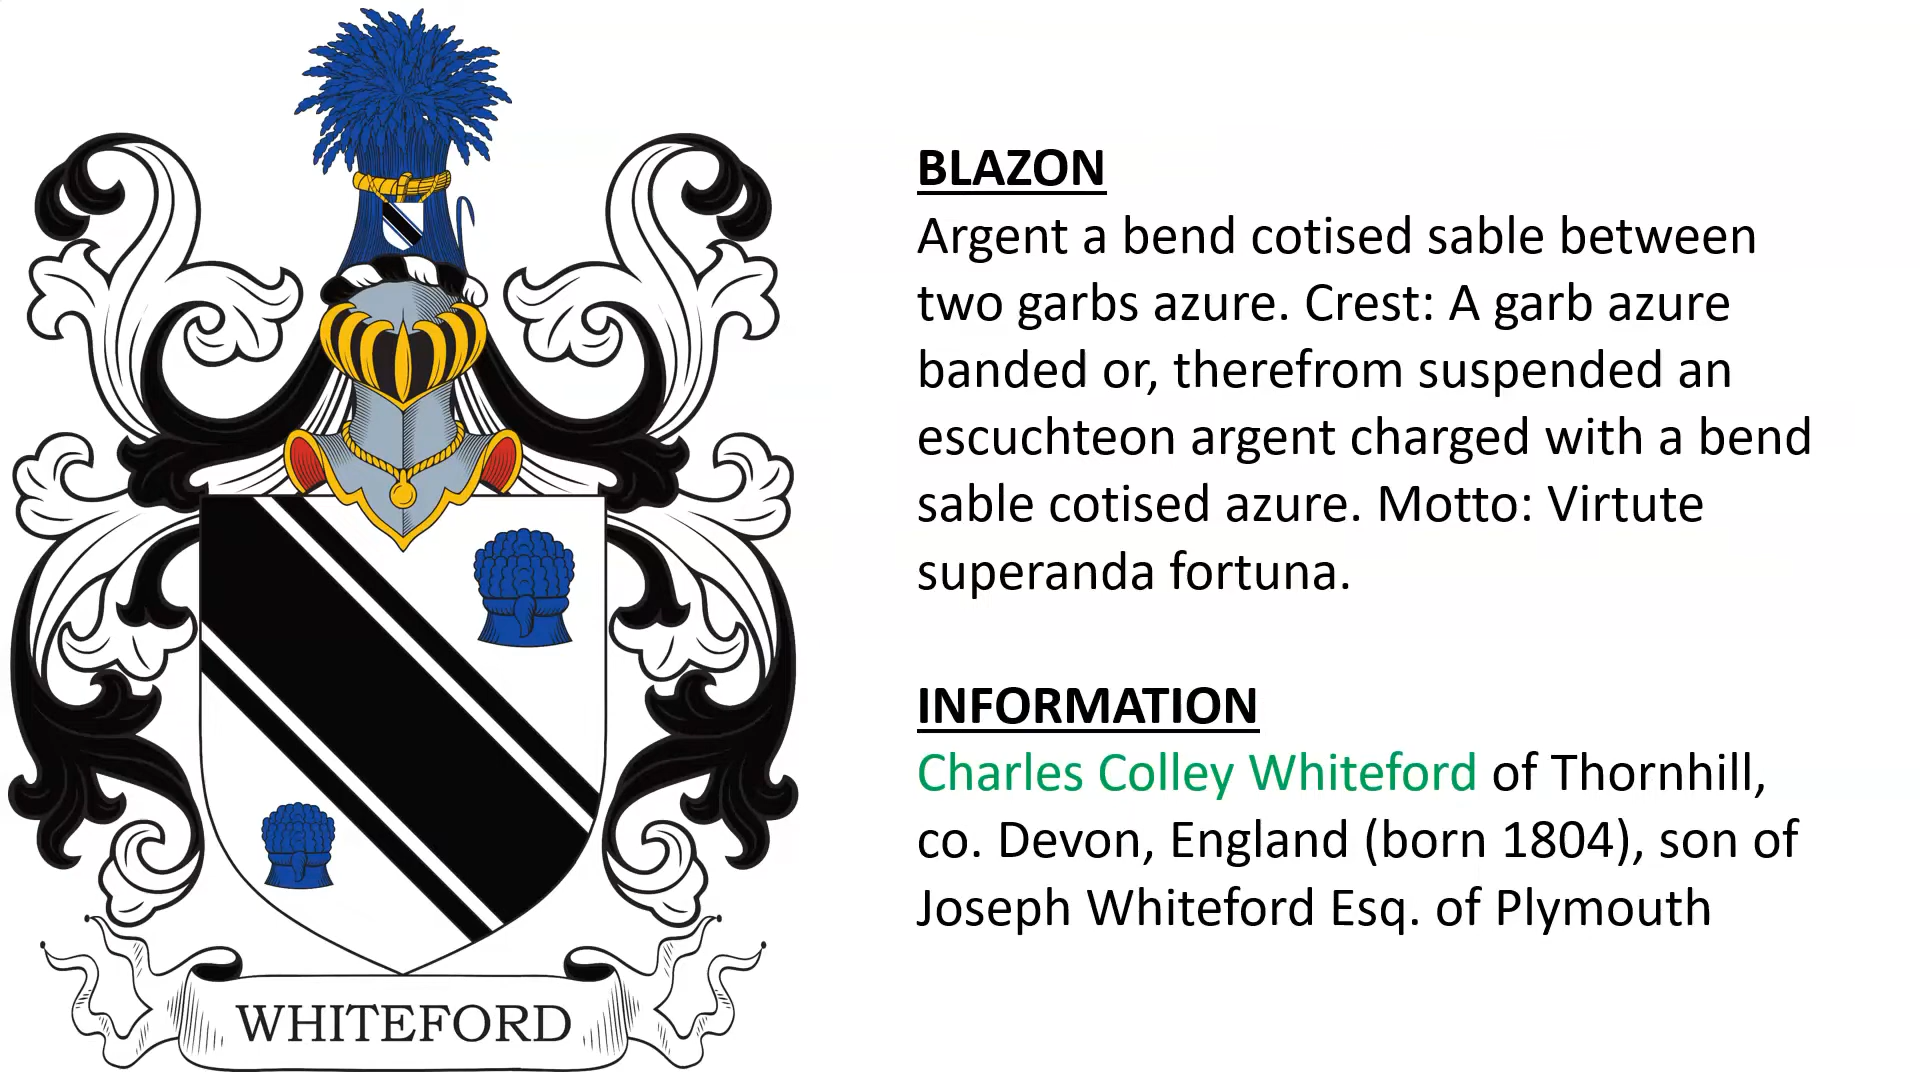 BLAZON
Argent a bend cotised sable between
two garbs azure. Crest: A garb azure
banded or, therefrom suspended an
escuchteon argent charged with a bend
sable cotised azure. Motto: Virtute
superanda fortuna.
INFORMATION
Charles Colley Whiteford of Thornhill,
co. Devon, England (born 1804), son of
Joseph Whiteford Esq. of Plymouth
WHITEFORD